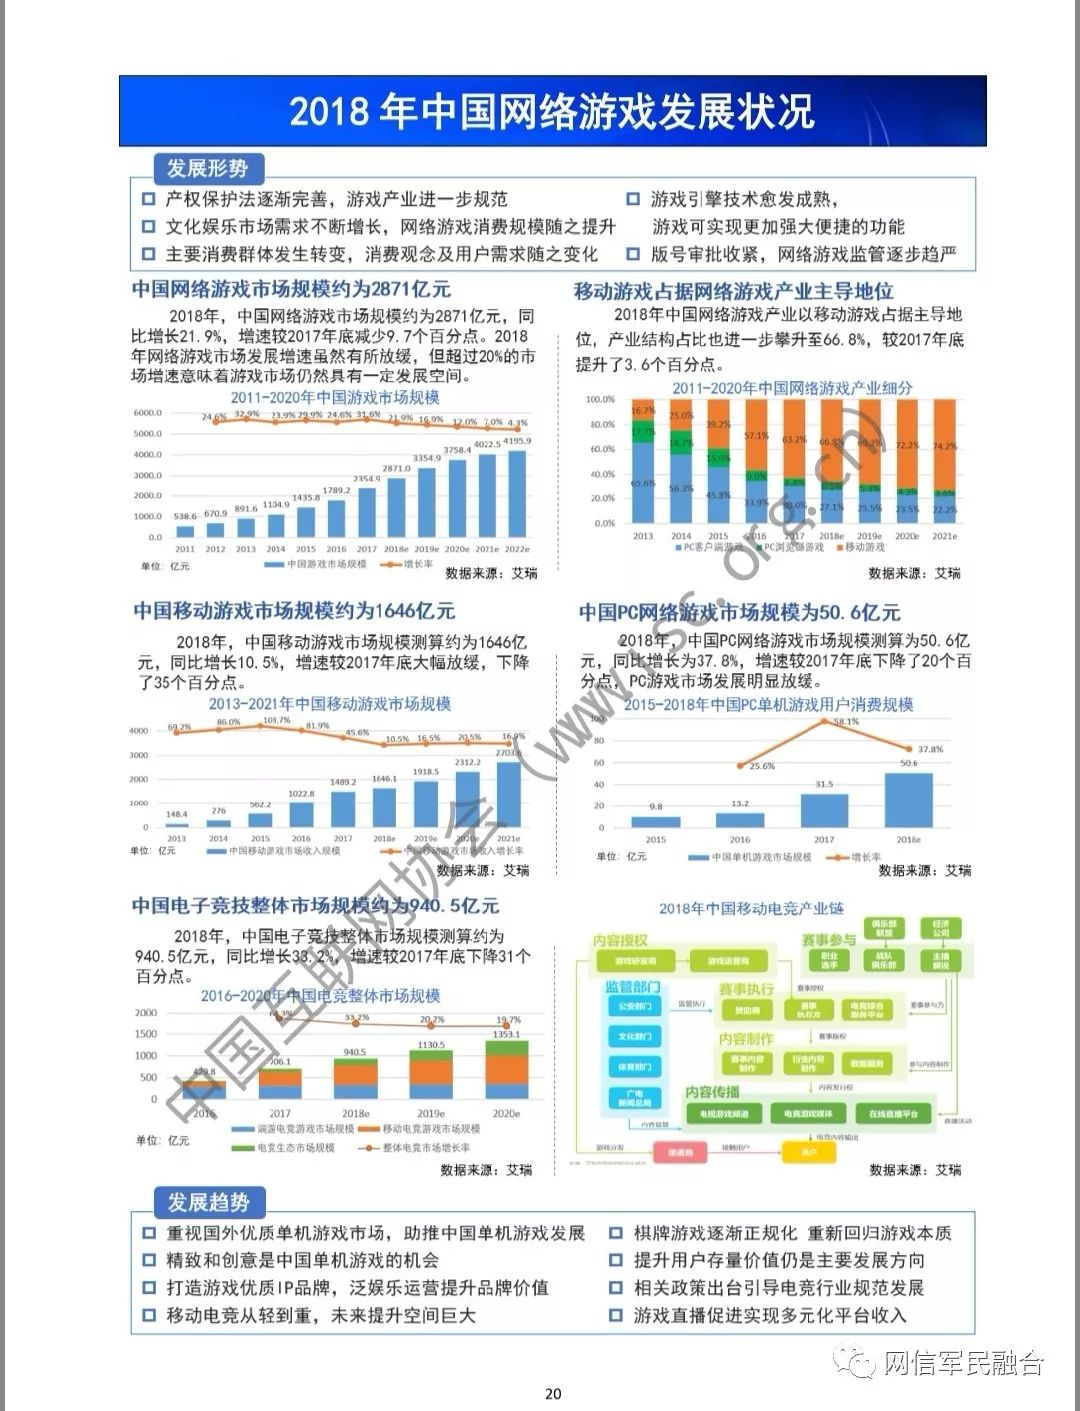 2018 年中国网络游戏发展状况
发展形势
产权保护法逐渐完善，游戏产业进一步规范
文化娱乐市场需求不断增长，网络游戏消费规模随之提升
主要消费群体发生转变，消费观念及用户需求随之变化
游戏引擎技术愈发成熟，
游戏可实现更加强大便捷的功能
版号审批收紧，网络游戏监管逐步趋严
中国网络游戏市场规模约为2871亿元
2018年，中国网络游戏市场规模约为2871亿元，同
比增长21.9%，增速较2017年底减少9.7个百分点。2018
年网络游戏市场发展增速虽然有所放缓，但超过20%的市
场增速意味着游戏市场仍然具有一定发展空间。
2011-2020年中国游戏市场规模
6000.0
5000.0
4000.0
3000.0
2000.0
1000.0
0.0
24.6% 32.9% 23.9% 29.9% 24.6% 31.6% 21.9% 16.9% 12.0% 7.0% 4.3%
538.6 670.9 891.6 1104.9 1435.8 1789.2 2354.9 2871.0 3354.9 3758.4 4022.5 4195.9
2011 2012 2013 2014 2015 2016 2017 2018e 2019e 2020e 2021e 2022e
单位：亿元
中国游戏市场规模 增长率
数据来源：艾瑞
移动游戏占据网络游戏产业主导地位
2018年中国网络游戏产业以移动游戏占据主导地
位，产业结构占比也进一步攀升至66.8%，较2017年底
提升了3.6个百分点。
2011-2020年中国网络游戏产业细分
100.0%
80.0%
60.0%
40.0%
20.0%
0.0%
16.7% 25.0% 39.2% 57.1% 63.2% 66.8% 72.2% 74.2%
17.7% 18.7% 15.0% 9.0% 4.3% 3.6%
65.6% 56.3% 45.8% 33.9% 30.0% 27.1% 25.5% 23.5% 22.2%
2013 2014 2015 2016 2017 2018e 2019e 2020e 2021e
PC客户端游戏 PC浏览器游戏 移动游戏
数据来源：艾瑞
中国移动游戏市场规模约为1646亿元
2018年，中国移动游戏市场规模测算约为1646亿
元，同比增长10.5%，增速较2017年底大幅放缓，下降
了35个百分点。
2013-2021年中国移动游戏市场规模
4000
3000
2000
1000
0
69.2% 86.0% 103.7% 81.9% 45.6% 10.5% 16.5% 20.5% 16.9%
148.4 276 562.2 1022.8 1489.2 1646.1 1918.5 2312.2 2703.6
2013 2014 2015 2016 2017 2018e 2019e 2020e 2021e
单位：亿元
中国移动游戏市场收入规模 中国移动游戏市场收入增长率
数据来源：艾瑞
中国PC网络游戏市场规模为50.6亿元
2018年，中国PC网络游戏市场规模测算为50.6亿
元，同比增长为37.8%，增速较2017年底下降了20个百
分点，PC游戏市场发展明显放缓。
2015-2018年中国PC单机游戏用户消费规模
100
80
60
40
20
0
25.6% 58.1% 37.8%
9.8 13.2 31.5 50.6
2015 2016 2017 2018e
单位：亿元
中国单机游戏市场规模 增长率
数据来源：艾瑞
中国电子竞技整体市场规模约为940.5亿元
2018年，中国电子竞技整体市场规模测算约为
940.5亿元，同比增长33.2%，增速较2017年底下降31个
百分点。
2016-2020年中国电竞整体市场规模
2000
1500
1000
500
0
33.2% 20.2% 19.7%
429.8 706.1 940.5 1130.5 1353.1
2016 2017 2018e 2019e 2020e
端游电竞游戏市场规模 移动电竞游戏市场规模
单位：亿元
电竞生态市场规模 整体电竞市场增长率
数据来源：艾瑞
2018年中国移动电竞产业链
内容授权
游戏研发商
游戏运营商
赛事参与
俱乐部
联盟
经济
公司
职业
选手
战队
俱乐部
主播
解说
监管部门
公安部门
文化部门
体育部门
广电
新闻总局
监管执行
赛事执行
赛事授权
赞助商
赛事
执行方
电竞综合
服务平台
赛事参与方
内容制作
赛事版权
赛事内容
制作
衍生内容
制作
数据服务
参与内容制作
内容发行权
内容传播
电视游戏频道
电竞游戏媒体
在线直播平台
内容监管
直播活动
电竞内容输出
游戏分发
渠道商
接触用户
用户
数据来源：艾瑞
发展趋势
重视国外优质单机游戏市场，助推中国单机游戏发展
精致和创意是中国单机游戏的机会
打造游戏优质IP品牌，泛娱乐运营提升品牌价值
移动电竞从轻到重，未来提升空间巨大
棋牌游戏逐渐正规化 重新回归游戏本质
提升用户存量价值仍是主要发展方向
相关政策出台引导电竞行业规范发展
游戏直播促进实现多元化平台收入
中国互联网协会（www.isc.org.cn）
网信军民融合
20